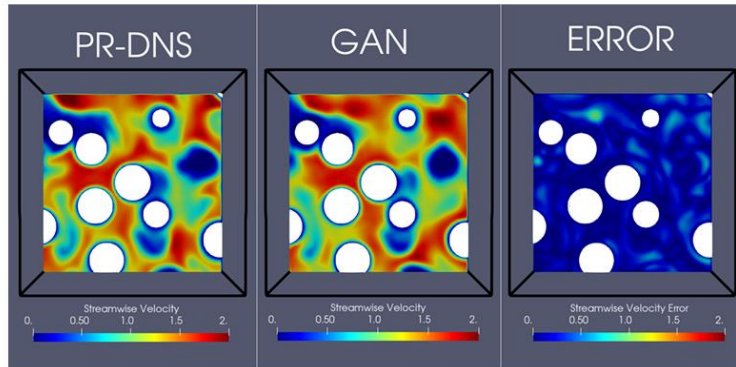 PR-DNS
GAN
ERROR
Streamwise Velocity
0. 0.50 1.0 1.5 2.
Streamwise Velocity
0. 0.50 1.0 1.5 2.
Streamwise Velocity Error
0. 0.50 1.0 1.5 2.